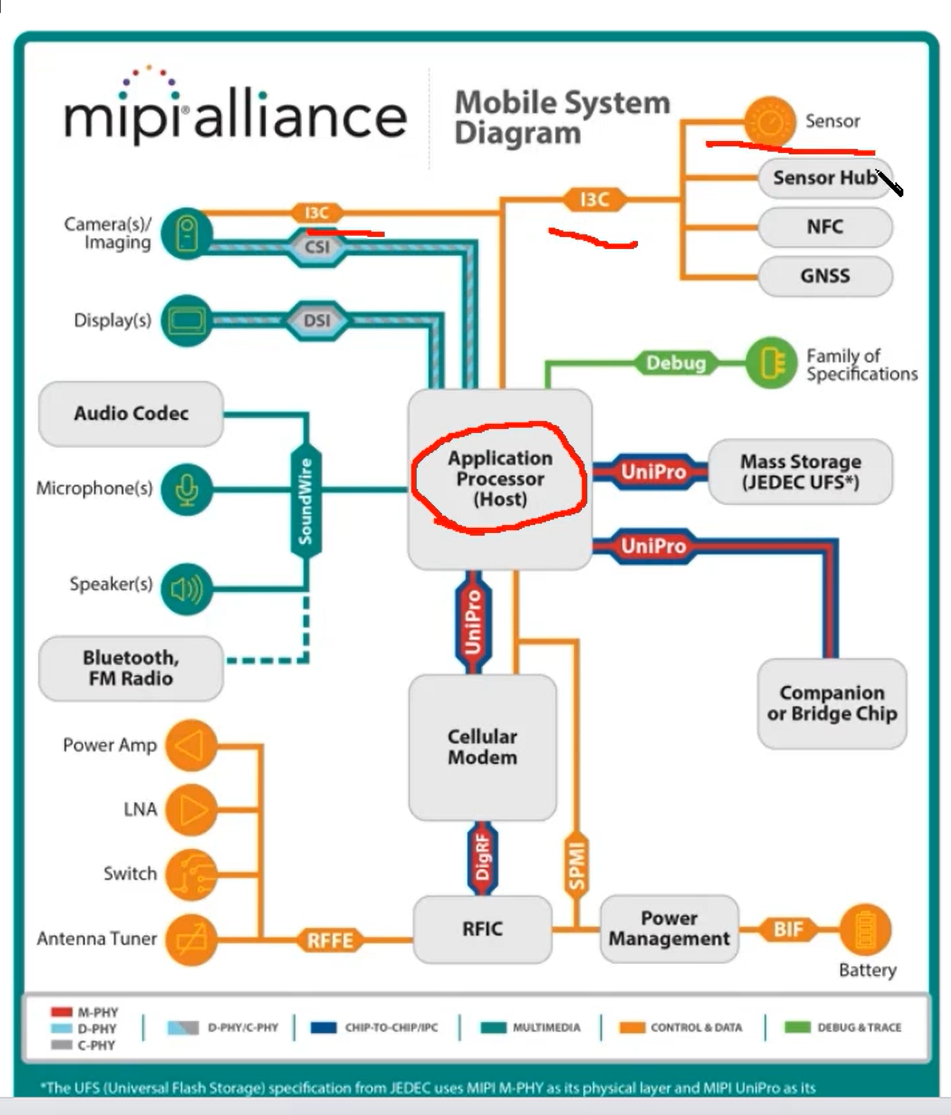 mipi® alliance
Mobile System
Diagram
Sensor
Sensor Hub
NFC
GNSS
I3C
I3C
Camera(s)/
Imaging
CSI
Display(s)
DSI
Debug
Family of
Specifications
Audio Codec
Microphone(s)
SoundWire
Speaker(s)
Bluetooth,
FM Radio
Application
Processor
(Host)
UniPro
Mass Storage
(JEDEC UFS*)
UniPro
Companion
or Bridge Chip
UniPro
Cellular
Modem
DigRF
SPMI
Power Amp
LNA
Switch
Antenna Tuner
RFFE
RFIC
Power
Management
BIF
Battery
M-PHY
D-PHY
C-PHY
D-PHY/C-PHY
CHIP-TO-CHIP/IPC
MULTIMEDIA
CONTROL & DATA
DEBUG & TRACE
*The UFS (Universal Flash Storage) specification from JEDEC uses MIPI M-PHY as its physical layer and MIPI UniPro as its